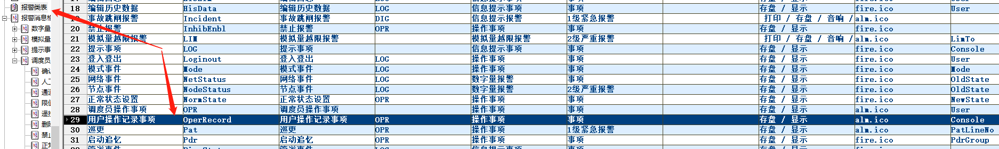 报警类表
报警消息格
数字量
模拟量
提示事
调度员
确认
人工
通道
限值
遥控
删除
禁止
正常
18 编辑历史数据 HisData 编辑历史数据 LOG 信息提示事项 事项 存盘 / 显示 fire.ico User
19 事故跳闸报警 Incident 事故跳闸报警 DIG 信息提示报警 1级紧急报警 打印 / 存盘 / 音响 / alm.ico
20 禁止报警 InhibEnbl 禁止报警 OPR 操作事项 事项 存盘 / 显示 fire.ico
21 模拟量越限报警 LIM 模拟量越限报警 模拟量越限报警 2级严重报警 打印 / 存盘 / 音响 / alm.ico LimTo
22 提示事项 LOG 提示事项 信息提示事项 事项 存盘 / 显示 fire.ico Console
23 登入登出 Loginout 登入登出 LOG 操作事项 事项 存盘 / 显示 fire.ico User
24 模式事件 Mode 模式事件 LOG 操作事项 事项 存盘 / 显示 fire.ico Mode
25 网络事件 NetStatus 网络事件 LOG 数字量报警 事项 存盘 / 显示 fire.ico OldState
26 节点事件 NodeStatus 节点事件 LOG 数字量报警 2级严重报警 存盘 / 显示 fire.ico OldState
27 正常状态设置 NormState 正常状态设置 OPR 操作事项 事项 存盘 / 显示 fire.ico NewState
28 调度员操作事项 OPR 调度员操作事项 操作事项 事项 存盘 / 显示 alm.ico User
29 用户操作记录事项 OperRecord 用户操作记录事项 OPR 操作事项 事项 存盘 / 显示 alm.ico Console
30 巡更 Pat 巡更 OPR 操作事项 1级紧急报警 存盘 / 显示 alm.ico PatLineNo
31 启动追忆 Pdr 启动追忆 LOG 操作事项 事项 存盘 / 显示 fire.ico PdrGroup